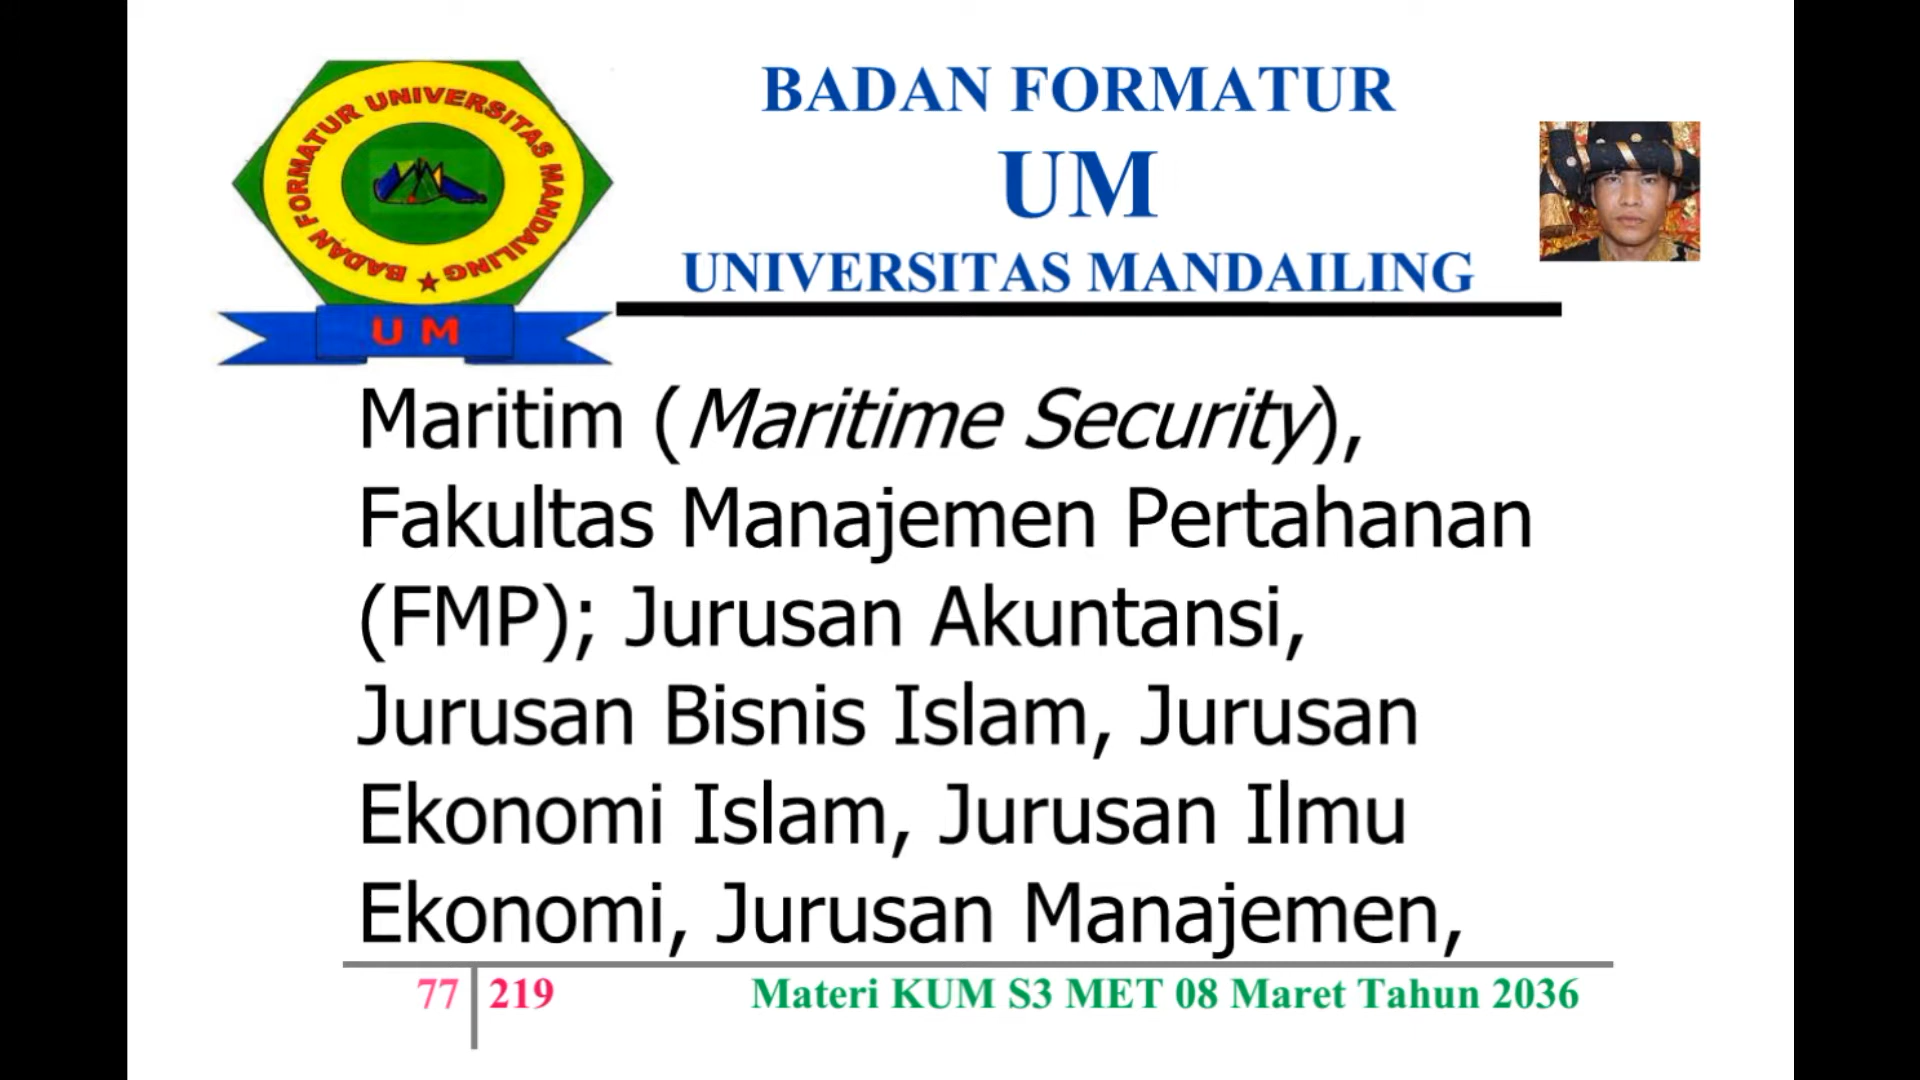 BADAN FORMATUR UNIVERSITAS MANDAILING
U M
BADAN FORMATUR
UM
UNIVERSITAS MANDAILING
Maritim (Maritime Security),
Fakultas Manajemen Pertahanan
(FMP); Jurusan Akuntansi,
Jurusan Bisnis Islam, Jurusan
Ekonomi Islam, Jurusan Ilmu
Ekonomi, Jurusan Manajemen,
77 219 Materi KUM S3 MET 08 Maret Tahun 2036